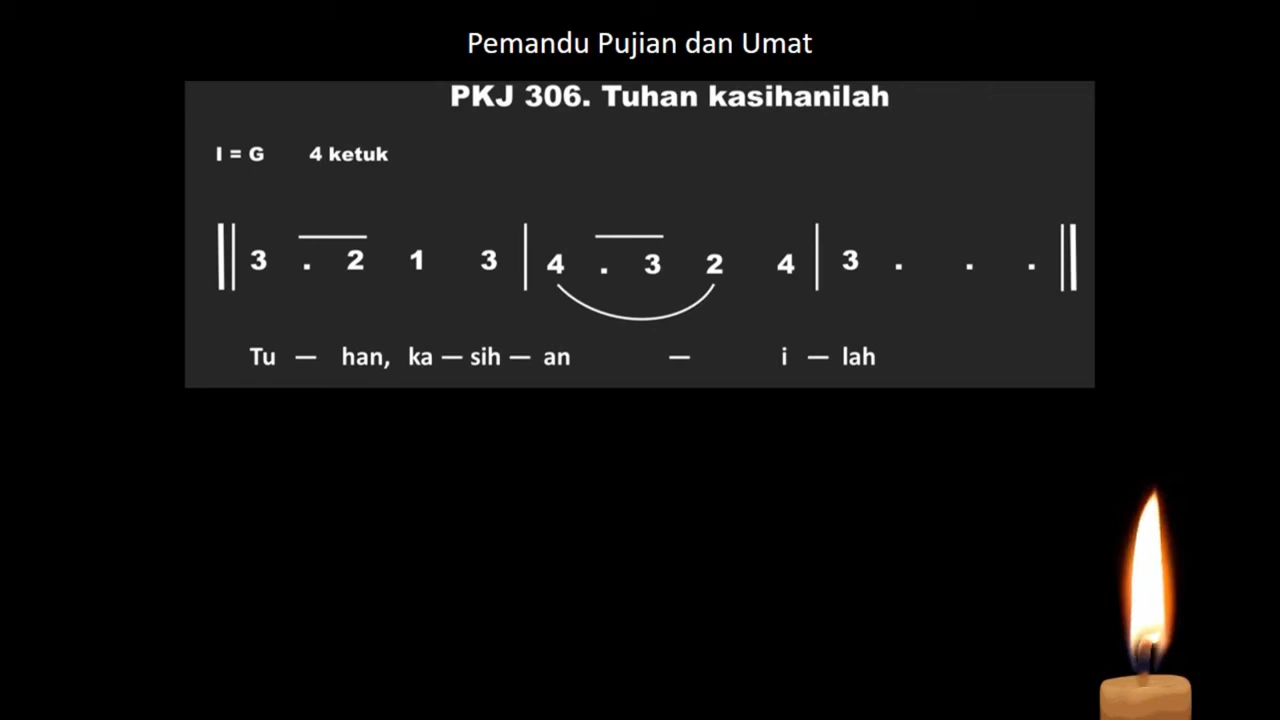 Pemandu Pujian dan Umat
PKJ 306. Tuhan kasihanilah
I = G 4 ketuk
3 . 2 1 3 | 4 . 3 2 4 | 3 . . .
Tu — han, ka — sih — an — i — lah